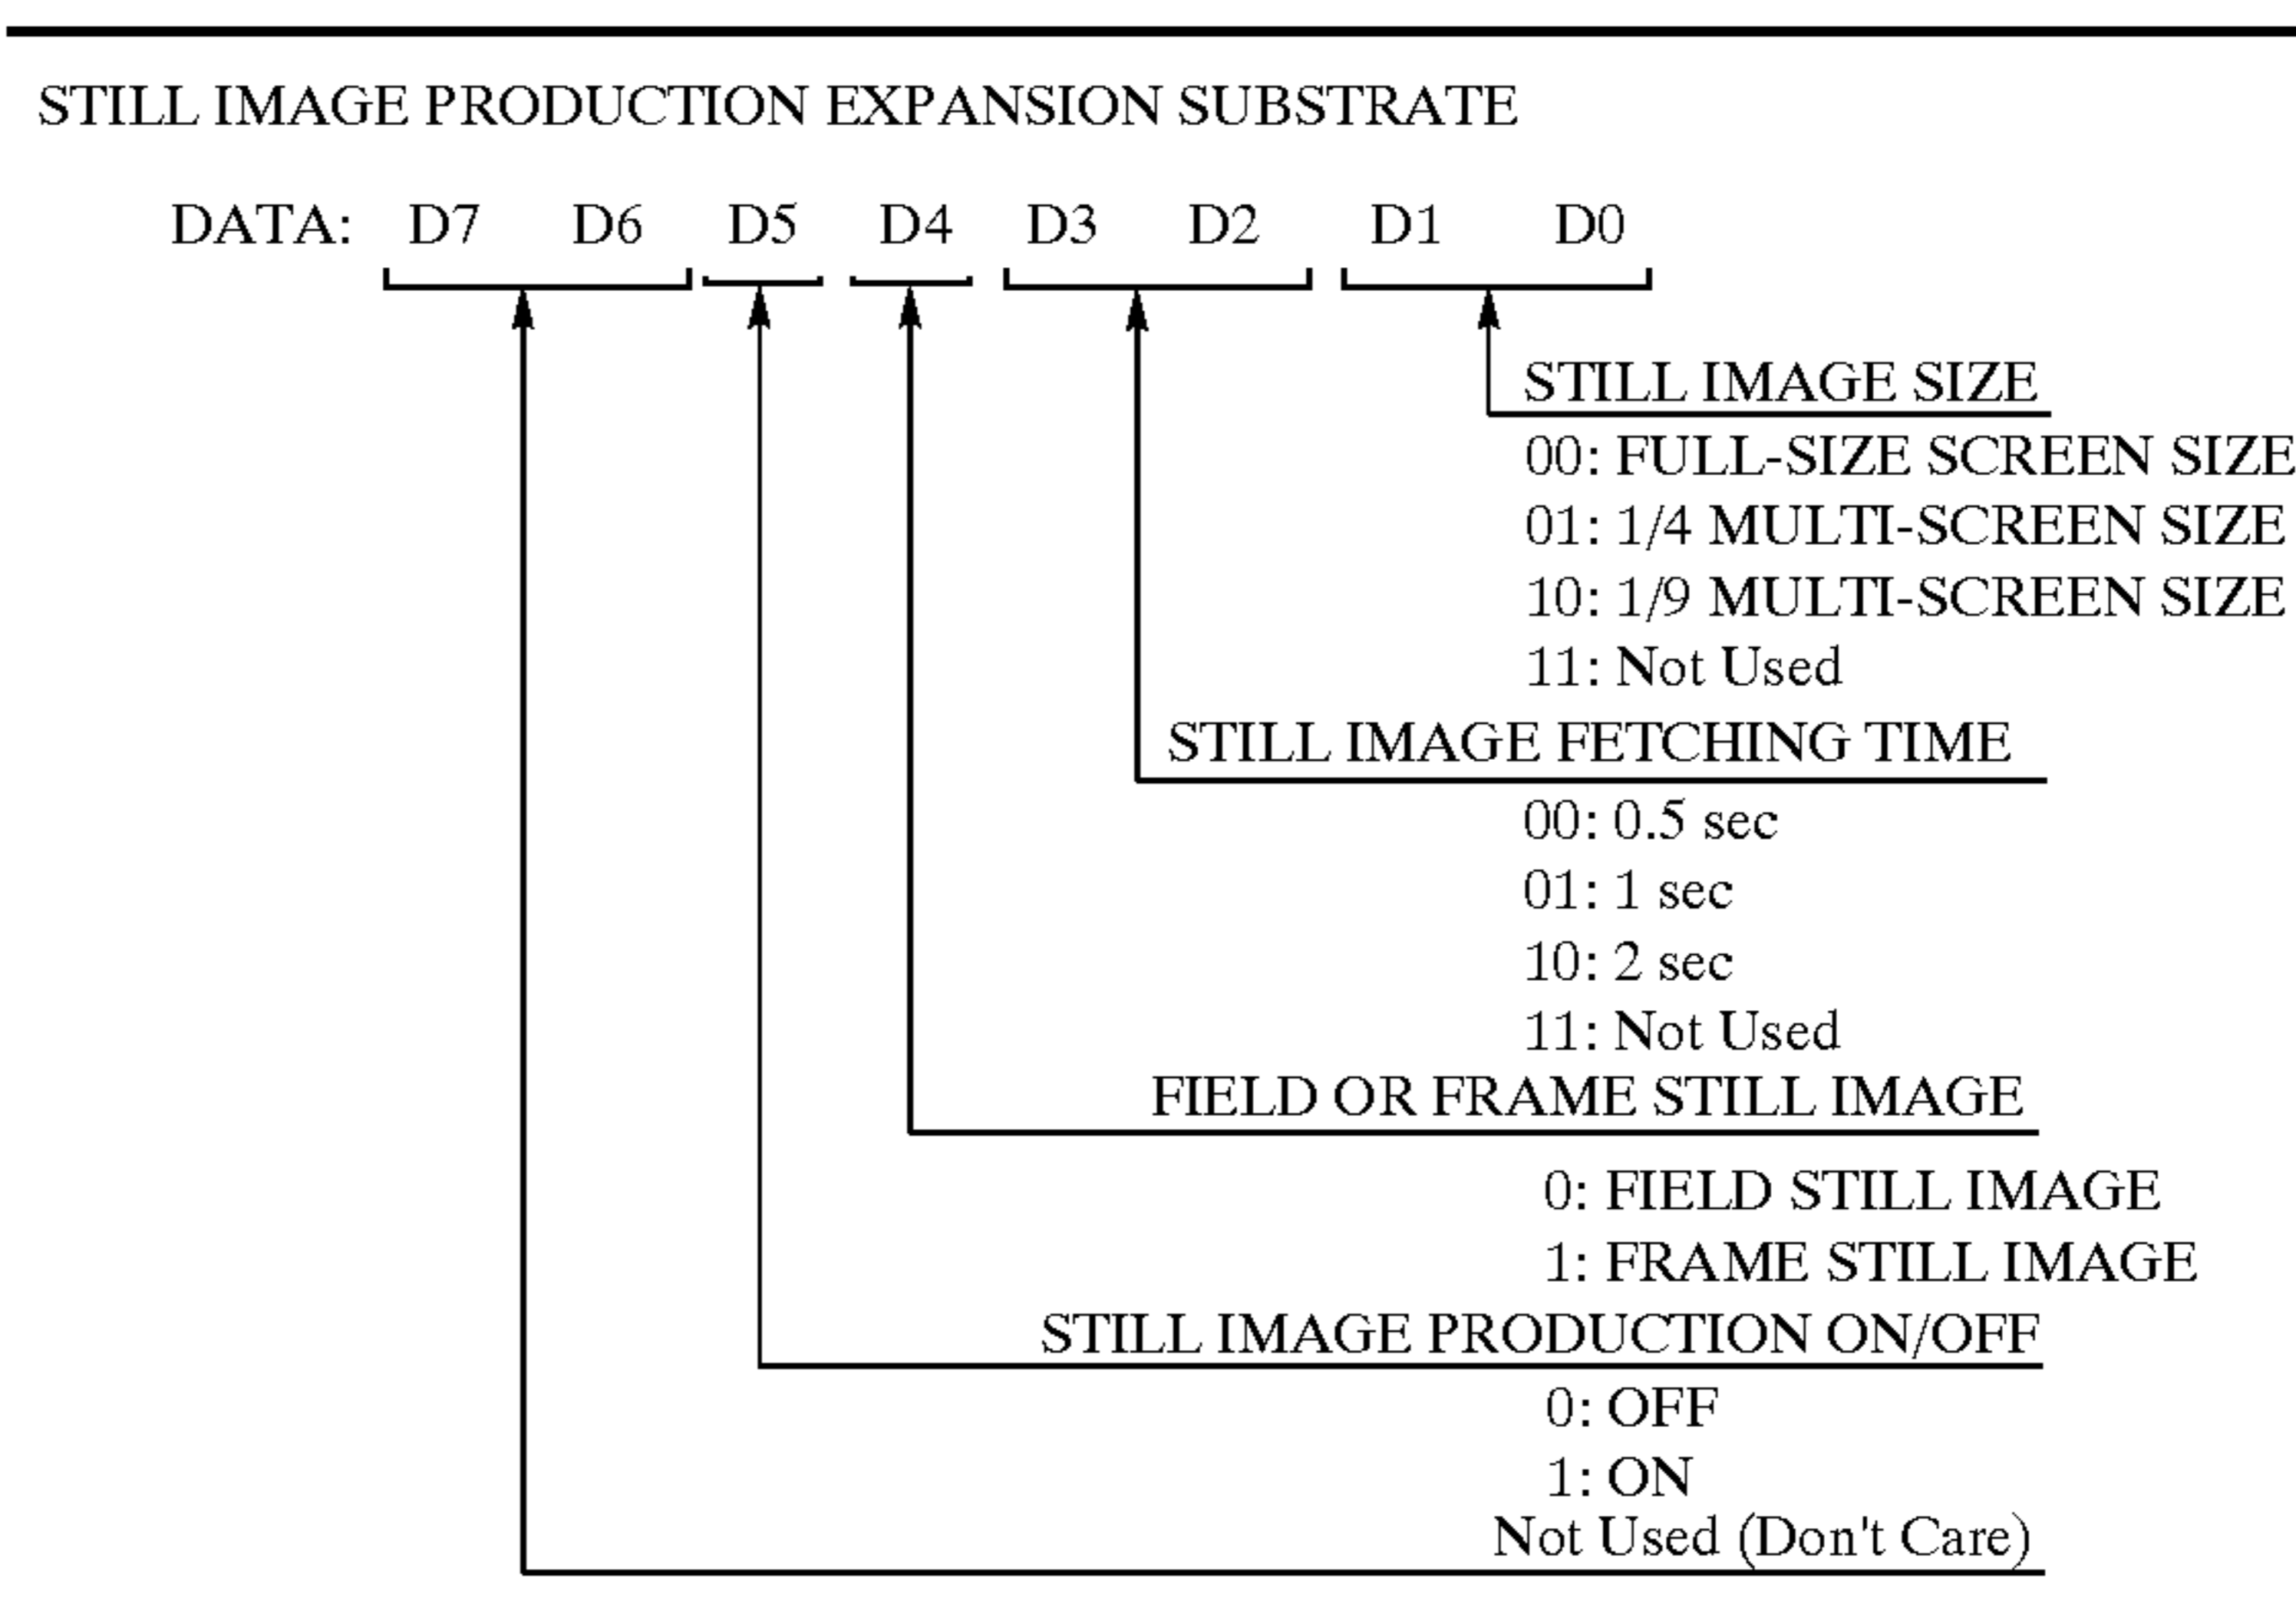 STILL IMAGE PRODUCTION EXPANSION SUBSTRATE
DATA: D7 D6 D5 D4 D3 D2 D1 D0
STILL IMAGE SIZE
00: FULL-SIZE SCREEN SIZE
01: 1/4 MULTI-SCREEN SIZE
10: 1/9 MULTI-SCREEN SIZE
11: Not Used
STILL IMAGE FETCHING TIME
00: 0.5 sec
01: 1 sec
10: 2 sec
11: Not Used
FIELD OR FRAME STILL IMAGE
0: FIELD STILL IMAGE
1: FRAME STILL IMAGE
STILL IMAGE PRODUCTION ON/OFF
0: OFF
1: ON
Not Used (Don't Care)